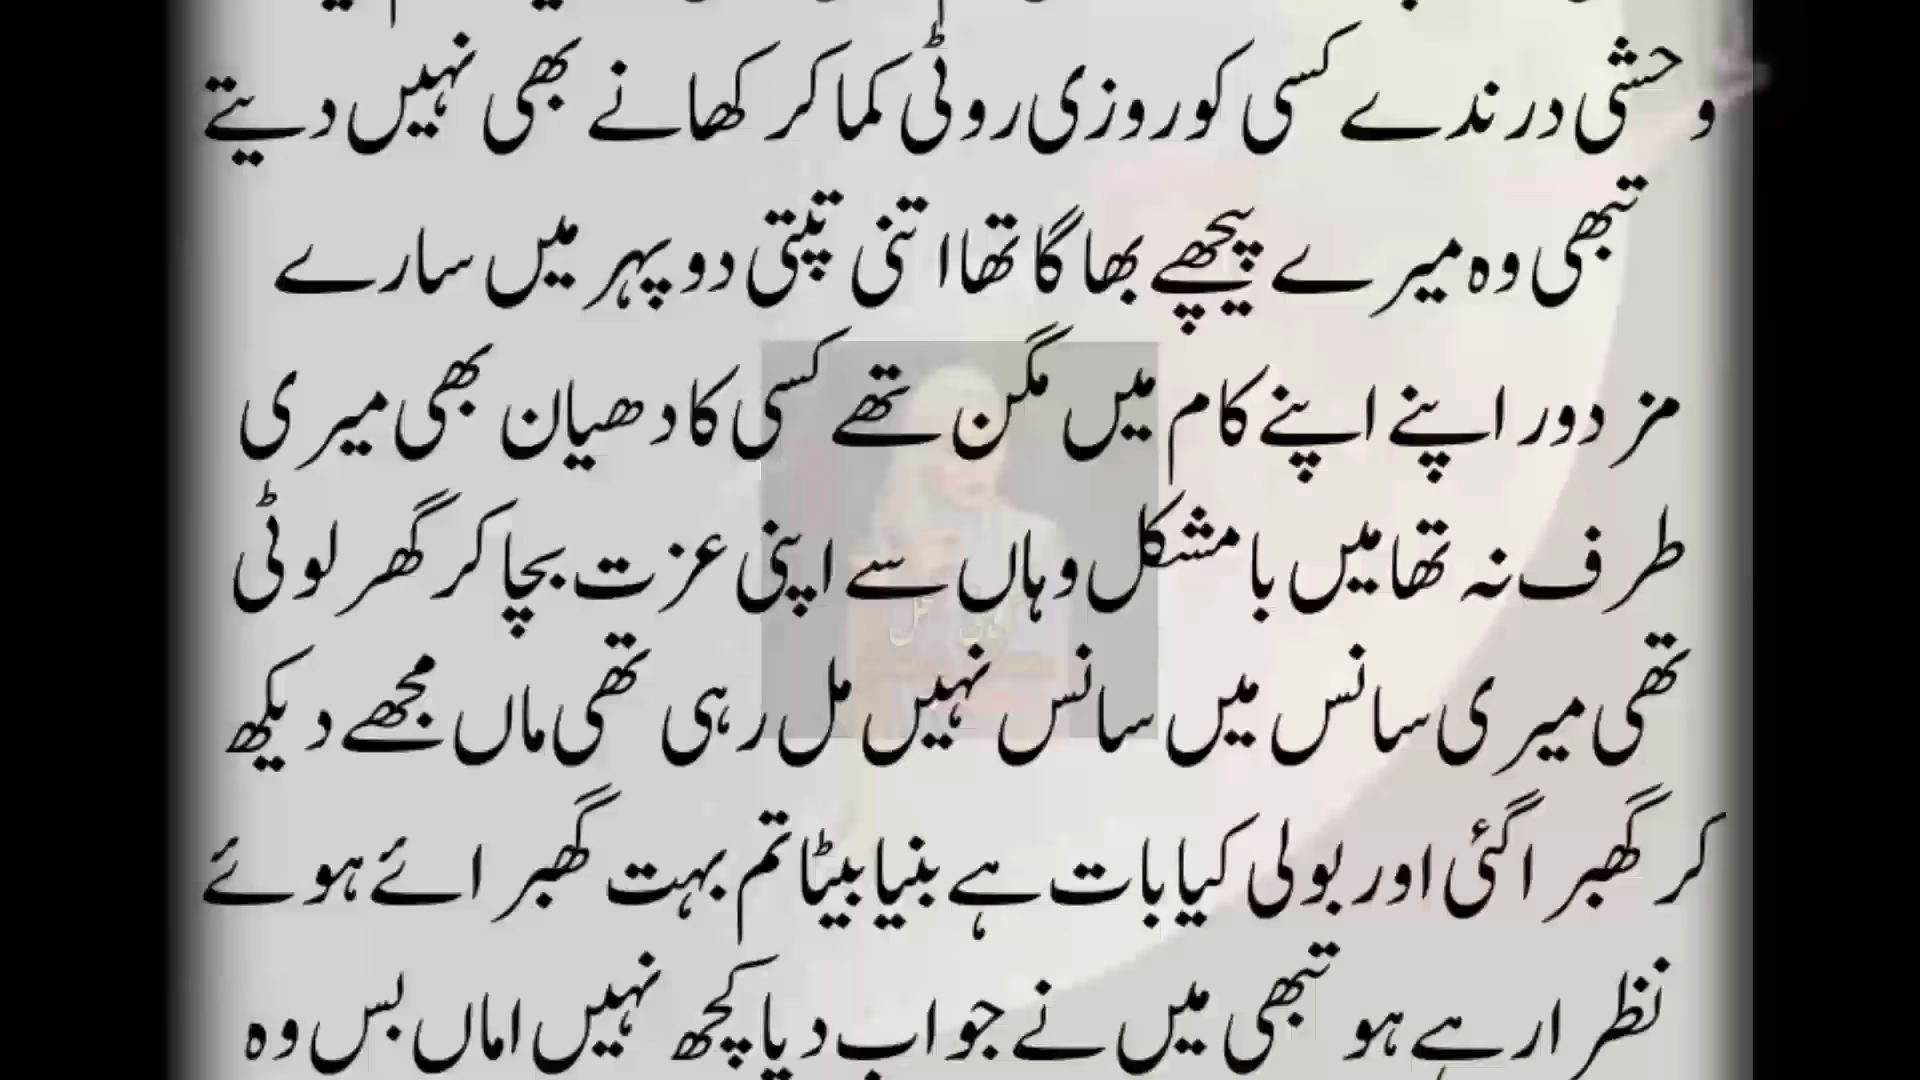 وحشی درندے کسی کو روزی روٹی کما کر کھانے بھی نہیں دیتے
تبھی وہ میرے پیچھے بھاگا تھا اتنی تپتی دوپہر میں سارے
مزدور اپنے اپنے کام میں مگن تھے کسی کا دھیان بھی میری
طرف نہ تھا میں بامشکل وہاں سے اپنی عزت بچا کر گھر لوٹی
تھی میری سانس میں سانس نہیں مل رہی تھی ماں مجھے دیکھ
کر گھبرا گئی اور بولی کیا بات ہے بنیا بیٹا تم بہت گھبرائے ہوئے
نظر ارہے ہو تبھی میں نے جواب دیا کچھ نہیں اماں بس وہ